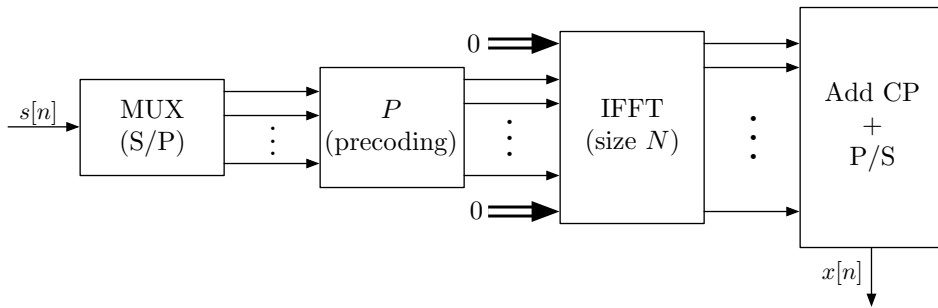 s[n]
MUX
(S/P)
P
(precoding)
0
0
IFFT
(size N)
Add CP
+
P/S
x[n]